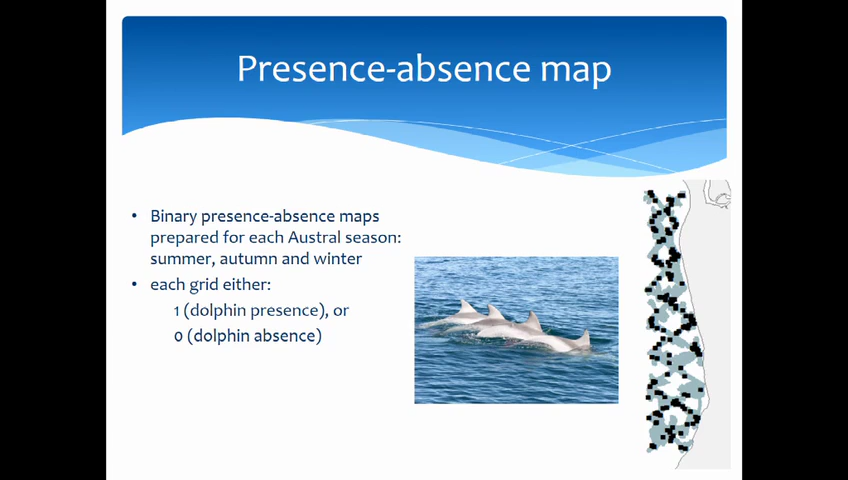 Presence-absence map
• Binary presence-absence maps
prepared for each Austral season:
summer, autumn and winter
• each grid either:
1 (dolphin presence), or
0 (dolphin absence)